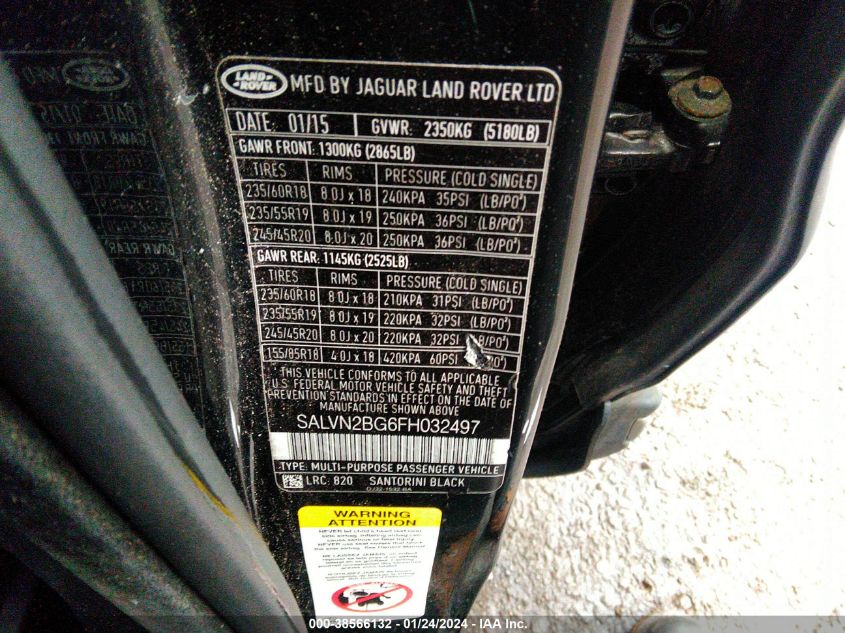 LAND ROVER MFD BY JAGUAR LAND ROVER LTD
DATE: 01/15 GVWR: 2350KG (5180LB)
GAWR FRONT: 1300KG (2865LB)
TIRES RIMS PRESSURE (COLD SINGLE)
235/60R18 8.0J x 18 240KPA 35PSI (LB/PO²)
235/55R19 8.0J x 19 250KPA 36PSI (LB/PO²)
245/45R20 8.0J x 20 250KPA 36PSI (LB/PO²)
GAWR REAR: 1145KG (2525LB)
TIRES RIMS PRESSURE (COLD SINGLE)
235/60R18 8.0J x 18 210KPA 31PSI (LB/PO²)
235/55R19 8.0J x 19 220KPA 32PSI (LB/PO²)
245/45R20 8.0J x 20 220KPA 32PSI (LB/PO²)
155/85R18 4.0J x 18 420KPA 60PSI
THIS VEHICLE CONFORMS TO ALL APPLICABLE
U.S. FEDERAL MOTOR VEHICLE SAFETY AND THEFT
PREVENTION STANDARDS IN EFFECT ON THE DATE OF
MANUFACTURE SHOWN ABOVE
SALVN2BG6FH032497
TYPE: MULTI-PURPOSE PASSENGER VEHICLE
LRC: 820 SANTORINI BLACK
WARNING
ATTENTION
000-38566132 - 01/24/2024 - IAA Inc.